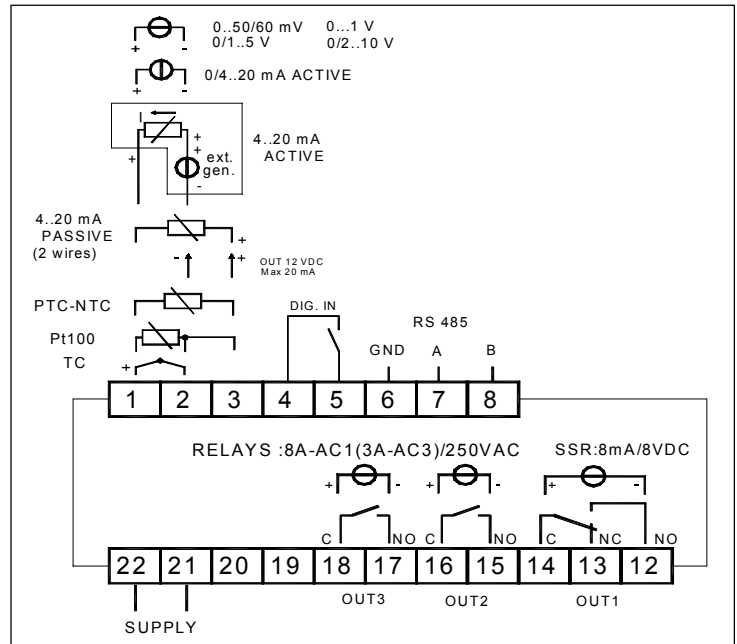 0..50/60 mV 0...1 V
0/1..5 V 0/2..10 V
+ -
0/4..20 mA ACTIVE
+ -
I
+
+
+
ext.
gen.
-
4..20 mA
ACTIVE
4..20 mA
PASSIVE
(2 wires)
+
- +
OUT 12 VDC
Max 20 mA
PTC-NTC
DIG. IN
Pt100
RS 485
TC
+
GND A B
1 2 3 4 5 6 7 8
RELAYS :8A-AC1(3A-AC3)/250VAC SSR:8mA/8VDC
+ - + - + -
C NO C NO C NC NO
22 21 20 19 18 17 16 15 14 13 12
OUT3 OUT2 OUT1
SUPPLY